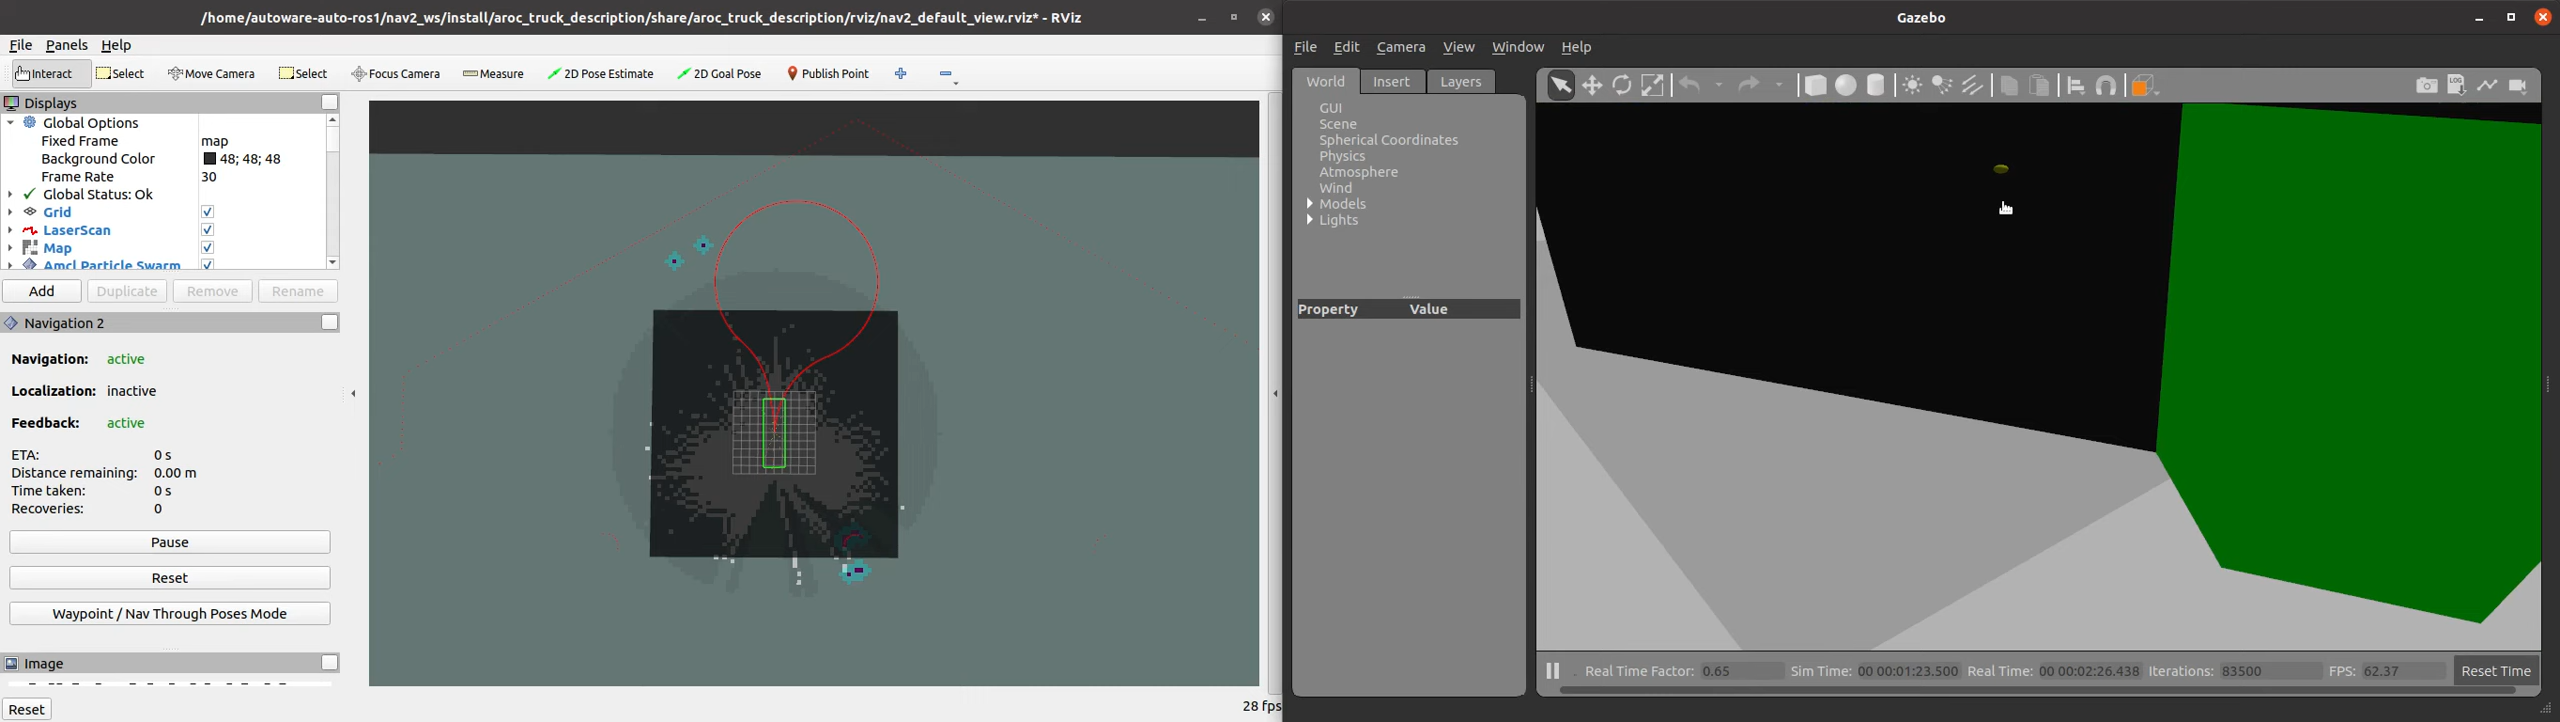 /home/autoware-auto-ros1/nav2_ws/install/aroc_truck_description/share/aroc_truck_description/rviz/nav2_default_view.rviz* - RViz
File Panels Help
Interact Select Move Camera Select Focus Camera Measure 2D Pose Estimate 2D Goal Pose Publish Point
Displays
Global Options
Fixed Frame map
Background Color 48; 48; 48
Frame Rate 30
Global Status: Ok
Grid
LaserScan
Map
Amcl Particle Swarm
Add Duplicate Remove Rename
Navigation 2
Navigation: active
Localization: inactive
Feedback: active
ETA: 0 s
Distance remaining: 0.00 m
Time taken: 0 s
Recoveries: 0
Pause
Reset
Waypoint / Nav Through Poses Mode
Image
Reset
28 fps
Gazebo
File Edit Camera View Window Help
World Insert Layers
GUI
Scene
Spherical Coordinates
Physics
Atmosphere
Wind
Models
Lights
Property Value
LOG
Real Time Factor: 0.65 Sim Time: 00 00:01:23.500 Real Time: 00 00:02:26.438 Iterations: 83500 FPS: 62.37 Reset Time